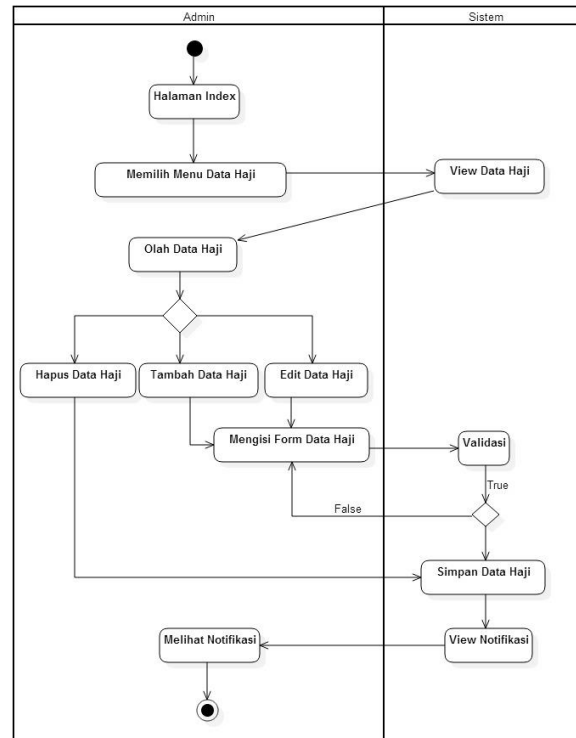 Admin
Sistem
Halaman Index
Memilih Menu Data Haji
View Data Haji
Olah Data Haji
Hapus Data Haji
Tambah Data Haji
Edit Data Haji
Mengisi Form Data Haji
Validasi
True
False
Simpan Data Haji
Melihat Notifikasi
View Notifikasi